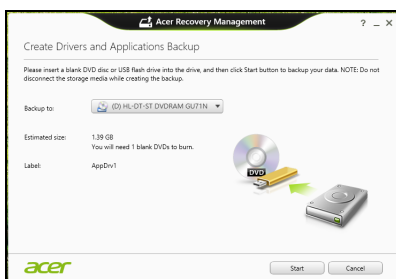 Acer Recovery Management
? _ X
Create Drivers and Applications Backup
Please insert a blank DVD disc or USB flash drive into the drive, and then click Start button to backup your data. NOTE: Do not
disconnect the storage media while creating the backup.
Backup to: (D) HL-DT-ST DVDRAM GU71N
Estimated size: 1.39 GB
You will need 1 blank DVDs to burn.
Label: AppDrv1
DVD
acer
Start Cancel